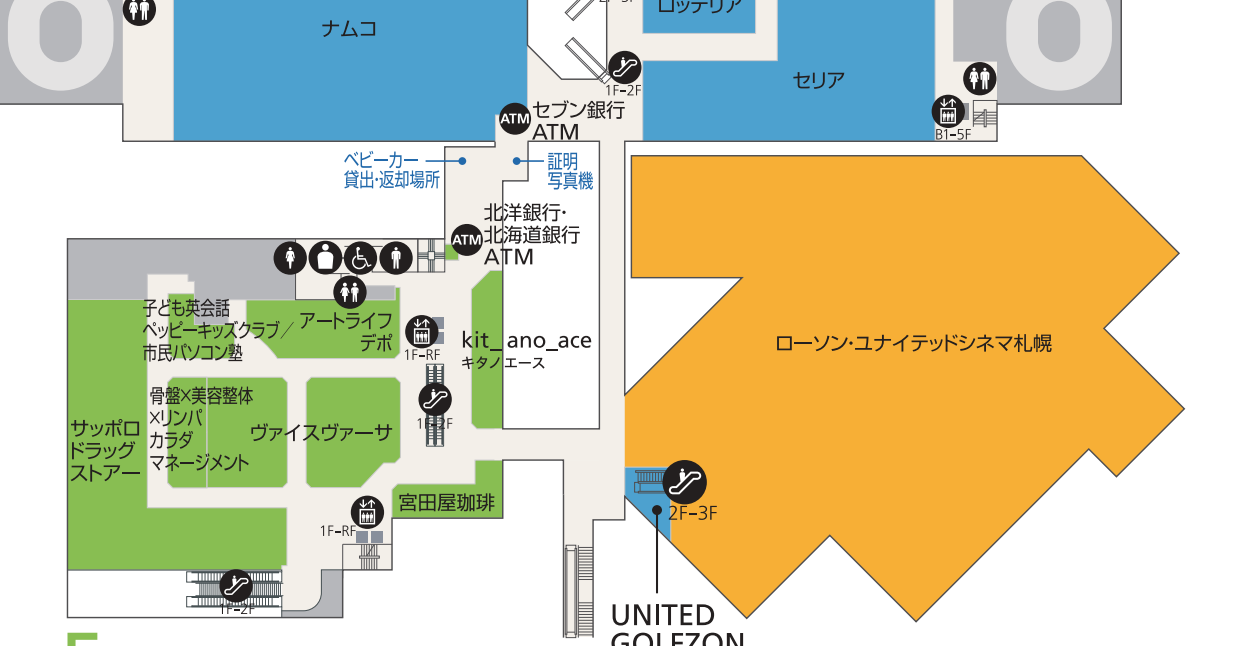 ナムコ
ロッテリア
セリア
1F-2F
B1-5F
ATM
セブン銀行
ATM
ベビーカー
貸出・返却場所
証明
写真機
ATM
北洋銀行・
北海道銀行
ATM
子ども英会話
ペッピーキッズクラブ／
市民パソコン塾
アートライフ
デポ
1F-RF
kit_ano_ace
キタノ エース
ローソン・ユナイテッドシネマ札幌
骨盤×美容整体
×リンパ
カラダ
マネージメント
サッポロ
ドラッグ
ストアー
ヴァイスヴァーサ
1F-2F
宮田屋珈琲
1F-RF
2F-3F
1F-2F
UNITED
GOLFZON